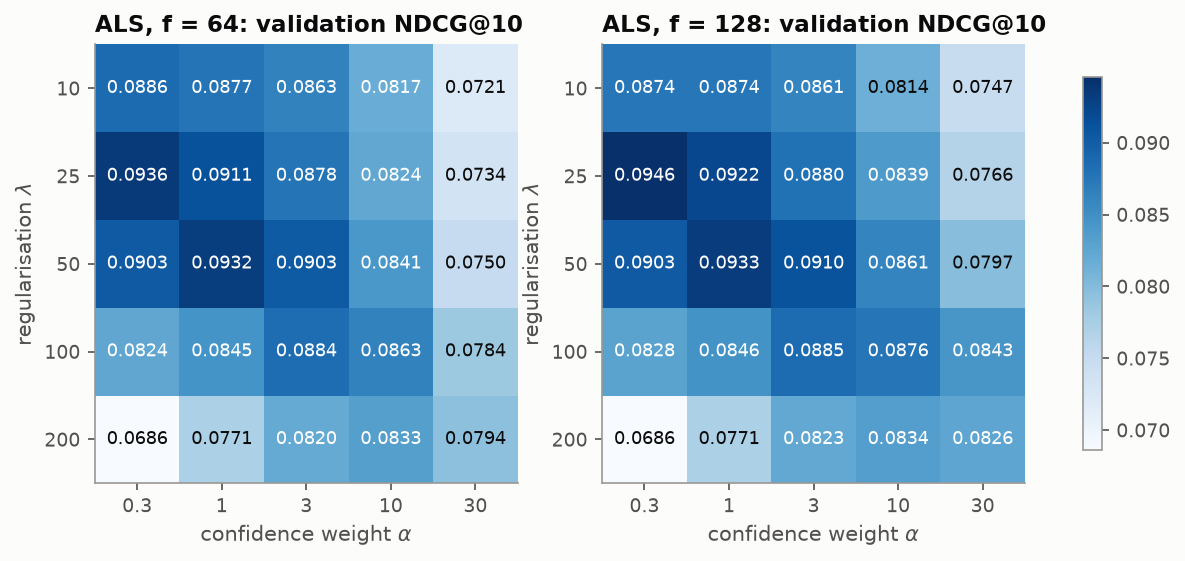 ALS, f = 64: validation NDCG@10
regularisation λ
10 0.0886 0.0877 0.0863 0.0817 0.0721
25 0.0936 0.0911 0.0878 0.0824 0.0734
50 0.0903 0.0932 0.0903 0.0841 0.0750
100 0.0824 0.0845 0.0884 0.0863 0.0784
200 0.0686 0.0771 0.0820 0.0833 0.0794
0.3 1 3 10 30
confidence weight α
ALS, f = 128: validation NDCG@10
regularisation λ
10 0.0874 0.0874 0.0861 0.0814 0.0747
25 0.0946 0.0922 0.0880 0.0839 0.0766
50 0.0903 0.0933 0.0910 0.0861 0.0797
100 0.0828 0.0846 0.0885 0.0876 0.0843
200 0.0686 0.0771 0.0823 0.0834 0.0826
0.3 1 3 10 30
confidence weight α
0.090
0.085
0.080
0.075
0.070